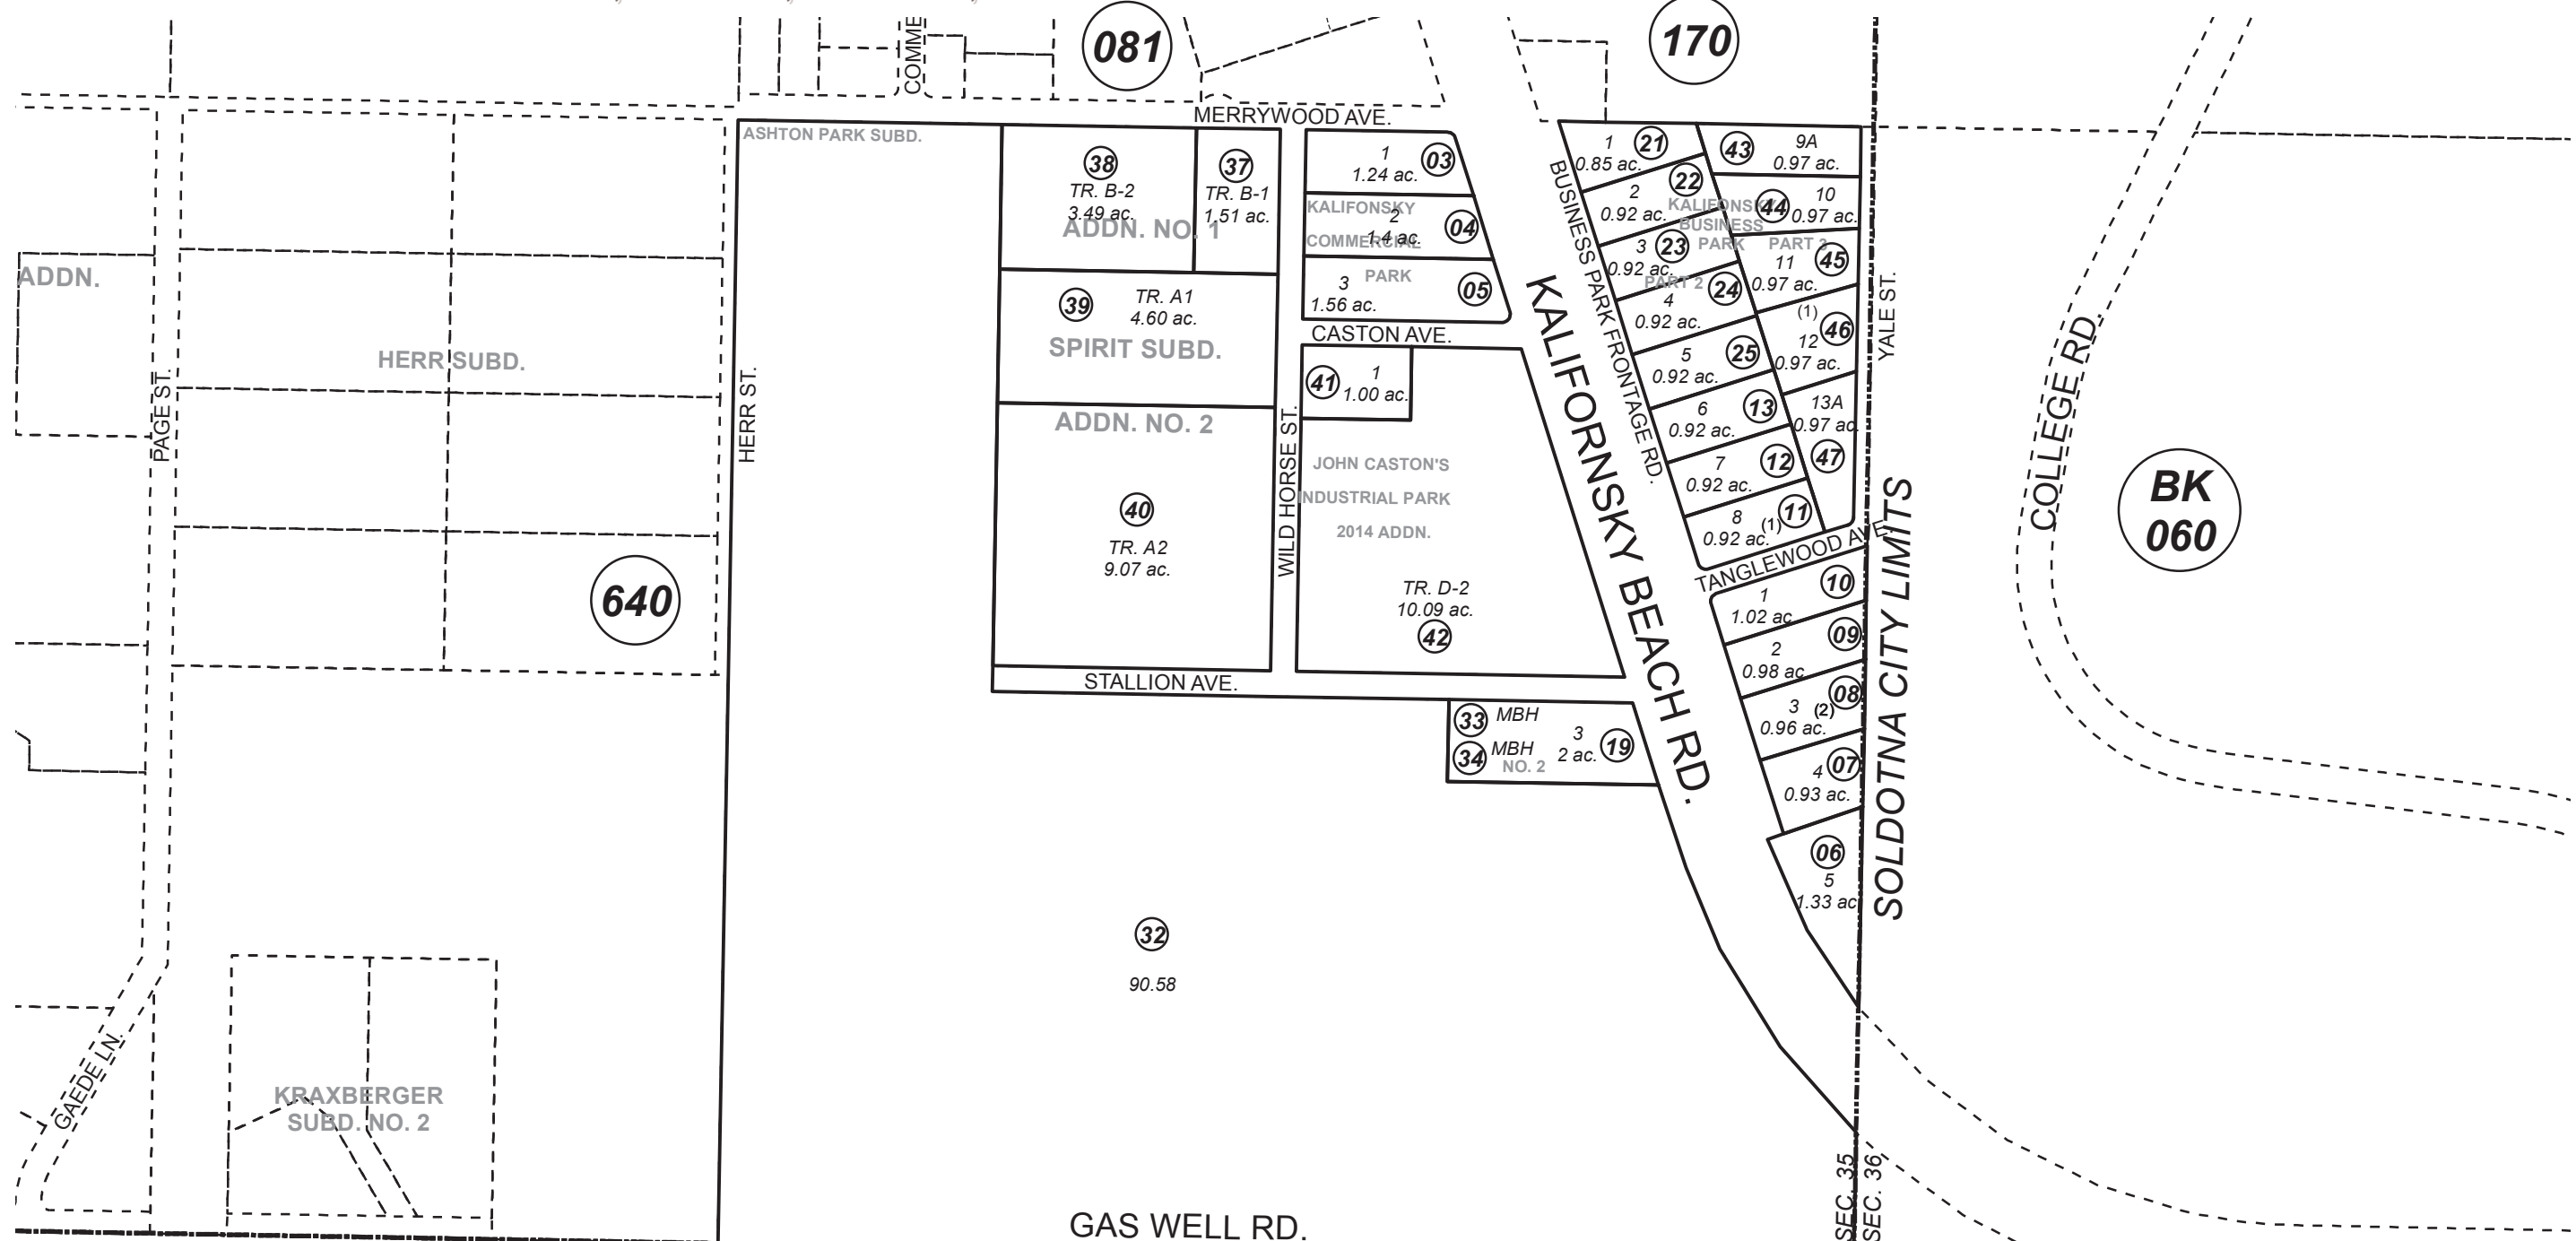 081
170
COMME
MERRYWOOD AVE.
ASHTON PARK SUBD.
38
TR. B-2
3.49 ac.
37
TR. B-1
1.51 ac.
ADDN. NO. 1
39
TR. A1
4.60 ac.
SPIRIT SUBD.
ADDN. NO. 2
40
TR. A2
9.07 ac.
1
1.24 ac.
03
KALIFONSKY
COMMERCIAL
PARK
2
1.4 ac.
04
3
1.56 ac.
05
CASTON AVE.
41
1
1.00 ac.
JOHN CASTON'S
INDUSTRIAL PARK
2014 ADDN.
TR. D-2
10.09 ac.
42
WILD HORSE ST.
STALLION AVE.
33 MBH
34 MBH
NO. 2
3
2 ac.
19
KALIFORNSKY BEACH RD.
BUSINESS PARK FRONTAGE RD.
1
0.85 ac.
21
2
0.92 ac.
22
3
0.92 ac.
23
4
0.92 ac.
24
5
0.92 ac.
25
6
0.92 ac.
13
7
0.92 ac.
12
8
0.92 ac.
(1)
11
KALIFONSKY
BUSINESS
PARK
PART 3
PART 2
43
9A
0.97 ac.
44
10
0.97 ac.
45
11
0.97 ac.
(1)
46
12
0.97 ac.
13A
0.97 ac.
47
TANGLEWOOD AVE.
1
1.02 ac.
10
2
0.98 ac.
09
3
(2)
0.96 ac.
08
4
0.93 ac.
07
06
5
1.33 ac.
YALE ST.
SOLDOTNA CITY LIMITS
COLLEGE RD.
BK
060
ADDN.
PAGE ST.
HERR SUBD.
HERR ST.
640
32
90.58
GAEDE LN.
KRAXBERGER
SUBD. NO. 2
GAS WELL RD.
SEC. 35
SEC. 36